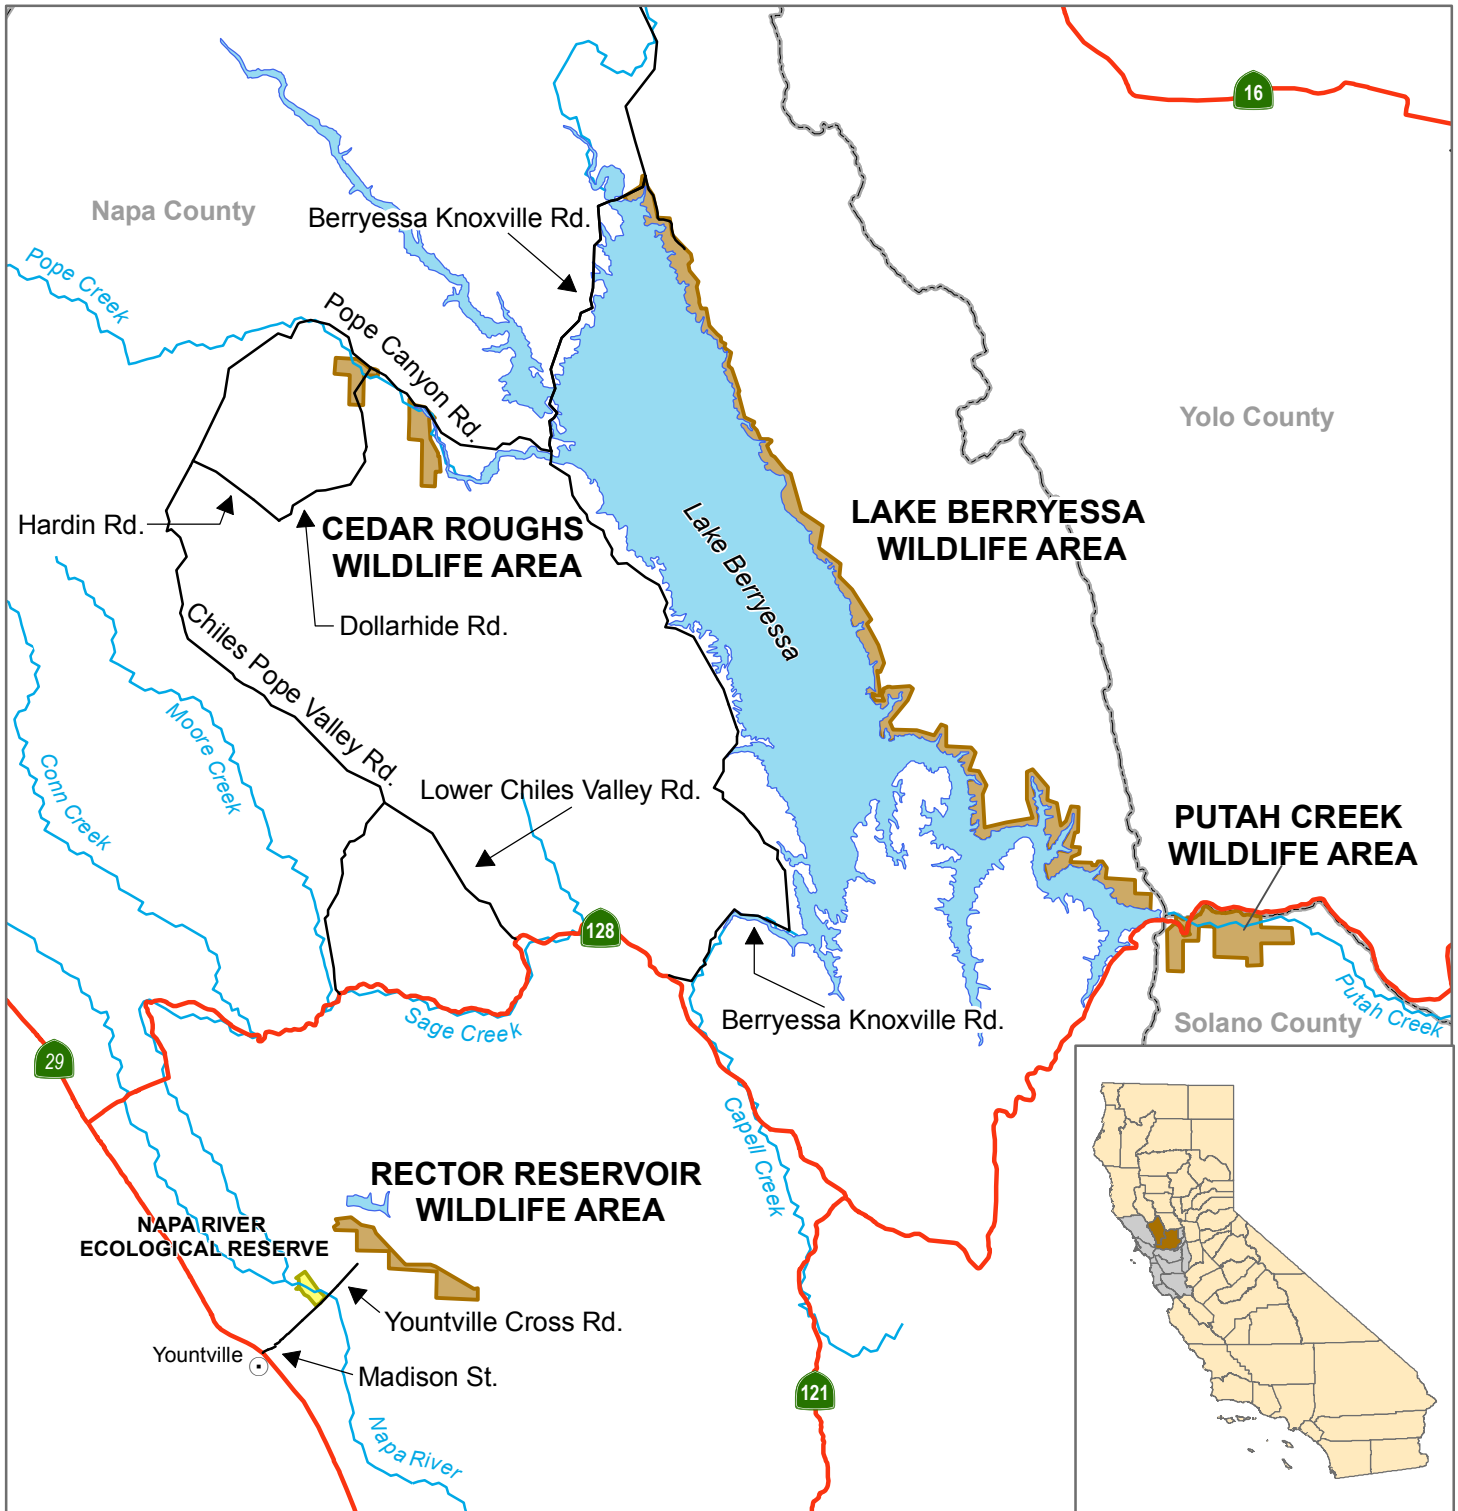 16
Napa County
Berryessa Knoxville Rd.
Pope Creek
Pope Canyon Rd.
Yolo County
Hardin Rd.
CEDAR ROUGHS
WILDLIFE AREA
LAKE BERRYESSA
WILDLIFE AREA
Lake Berryessa
Dollarhide Rd.
Chiles Pope Valley Rd.
Moore Creek
Conn Creek
Lower Chiles Valley Rd.
PUTAH CREEK
WILDLIFE AREA
128
Sage Creek
Berryessa Knoxville Rd.
Putah Creek
Solano County
29
Capell Creek
RECTOR RESERVOIR
WILDLIFE AREA
NAPA RIVER
ECOLOGICAL RESERVE
Yountville Cross Rd.
Yountville
Madison St.
121
Napa River